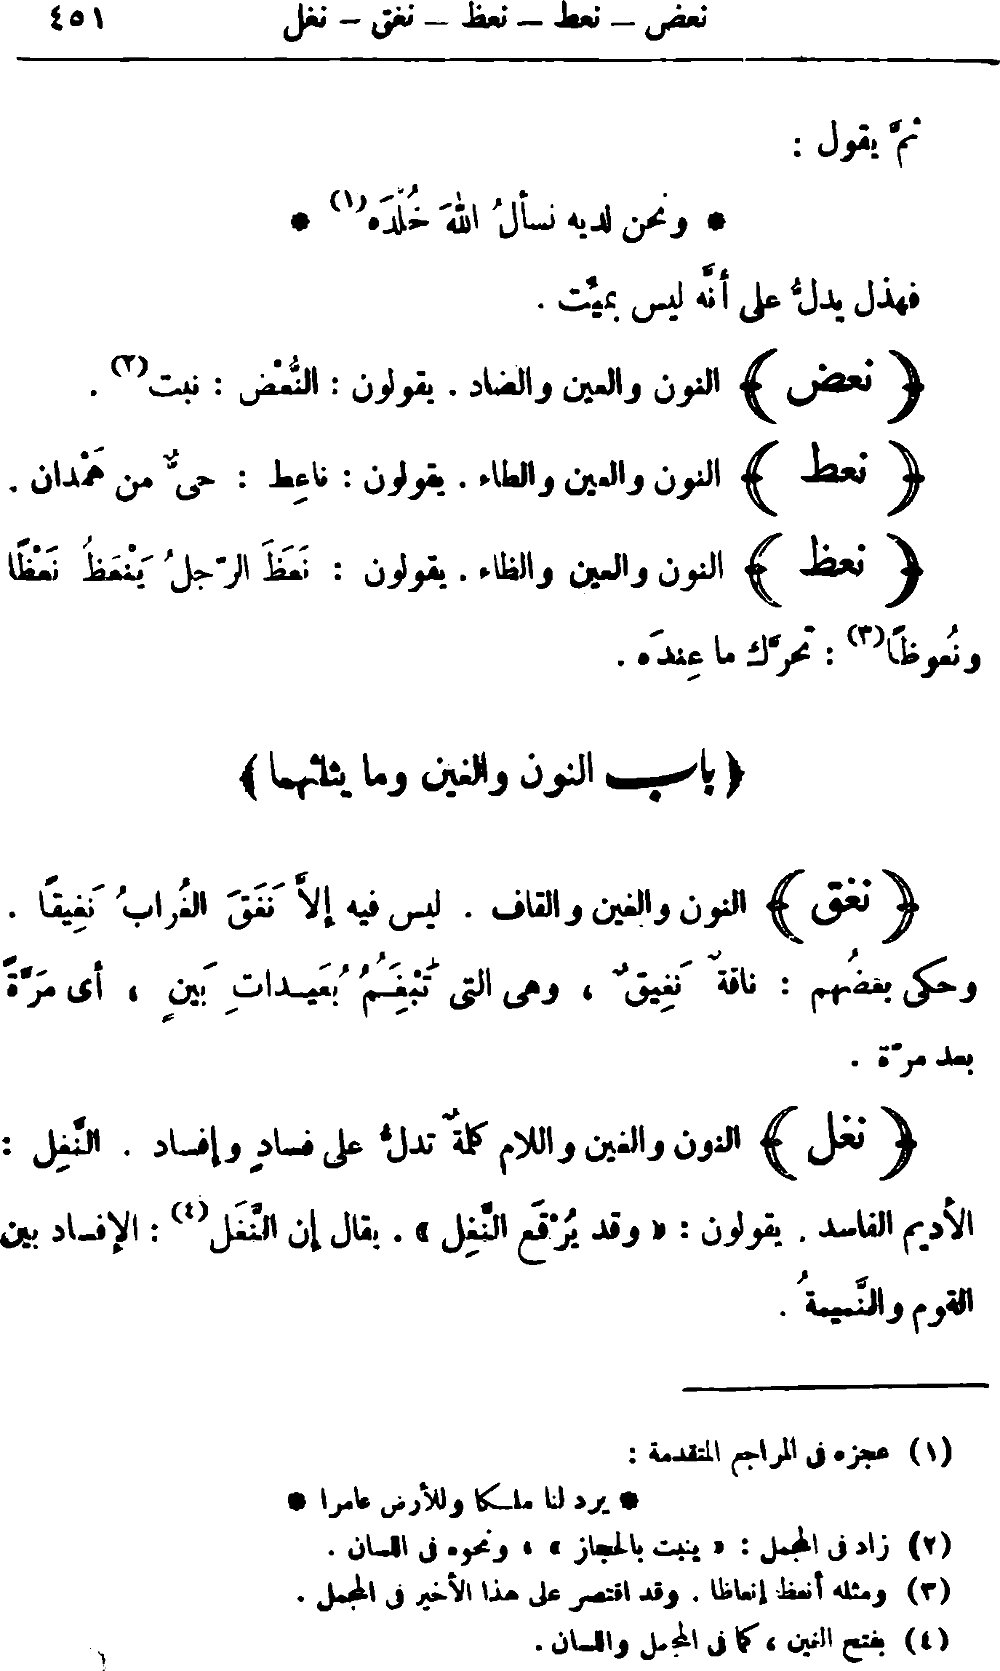 نعض – نعط – نعظ – نغق – نغل ٤٥١
ثمَّ يقول :
* ونحن لديه نسألُ اللهَ خُلْدَه(١) *
فهذل يدلُّ على أنَّه ليس بميِّت .
﴿ نعض ﴾ النون والعين والضاد . يقولون : النُّعْض : نبت(٢) .
﴿ نعط ﴾ النون والعين والطاء . يقولون : ناعِط : حىٌّ من هَمْدان .
﴿ نعظ ﴾ النون والعين والظاء . يقولون : نَعَظَ الرّجلُ يَنْعَظُ نَعْظًا
ونُعوظًا(٣) : تحرَّك ما عِندَه .
﴿ باب النون والغين وما يثلثهما ﴾
﴿ نغق ﴾ النون والغين والقاف . ليس فيه إلاَّ نَغَقَ الغُرابُ نَغِيقًا .
وحكى بعضُهم : ناقةٌ نَغِيقٌ ، وهى التى تَبْغَمُ بُعَيدات بَينٍ ، أى مَرَّةً
بعد مرّة .
﴿ نغل ﴾ النون والغين واللام كلمةٌ تدلُّ على فسادٍ وإفساد . النَّغِل :
الأديم الفاسد . يقولون : « وقد يُرْقَع النَّغِل » . يقال إن النَّغَل(٤) : الإفساد بين
القوم والنَّميمةُ .
(١) عجزه فى المراجع المتقدمة :
* يرد لنا ملكا وللأرض عامرا *
(٢) زاد فى المجمل : « ينبت بالحجاز » ، ونحوه فى اللسان .
(٣) ومثله أنعظ إنعاظا . وقد اقتصر على هذا الأخير فى المجمل .
(٤) بفتح الغين ، كما فى المجمل واللسان .